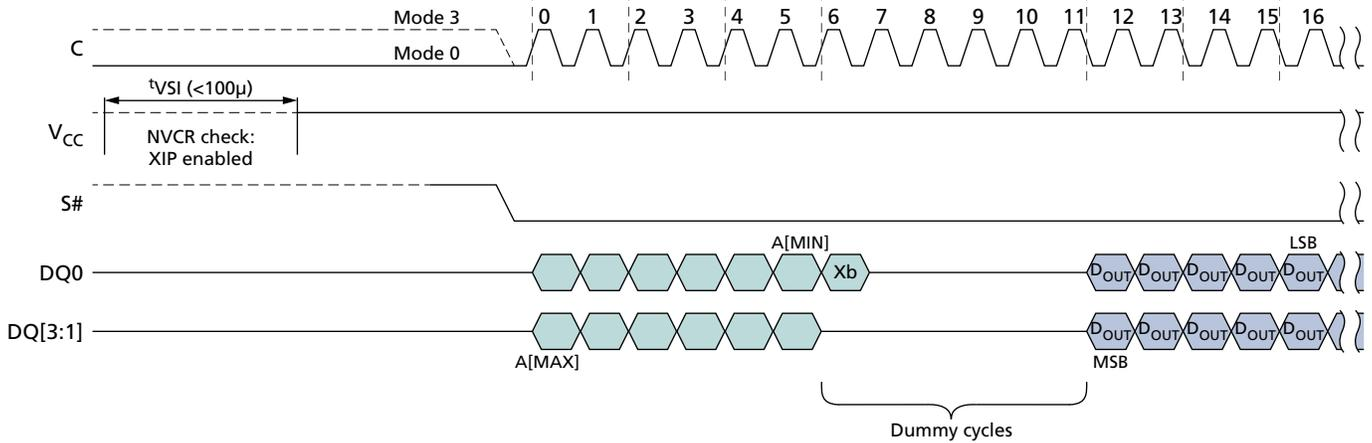 Mode 3 0 1 2 3 4 5 6 7 8 9 10 11 12 13 14 15 16
C
Mode 0
tVSI (<100µ)
VCC
NVCR check:
XIP enabled
S#
A[MIN] LSB
DQ0 Xb DOUT DOUT DOUT DOUT DOUT
DQ[3:1] DOUT DOUT DOUT DOUT DOUT
A[MAX] MSB
Dummy cycles